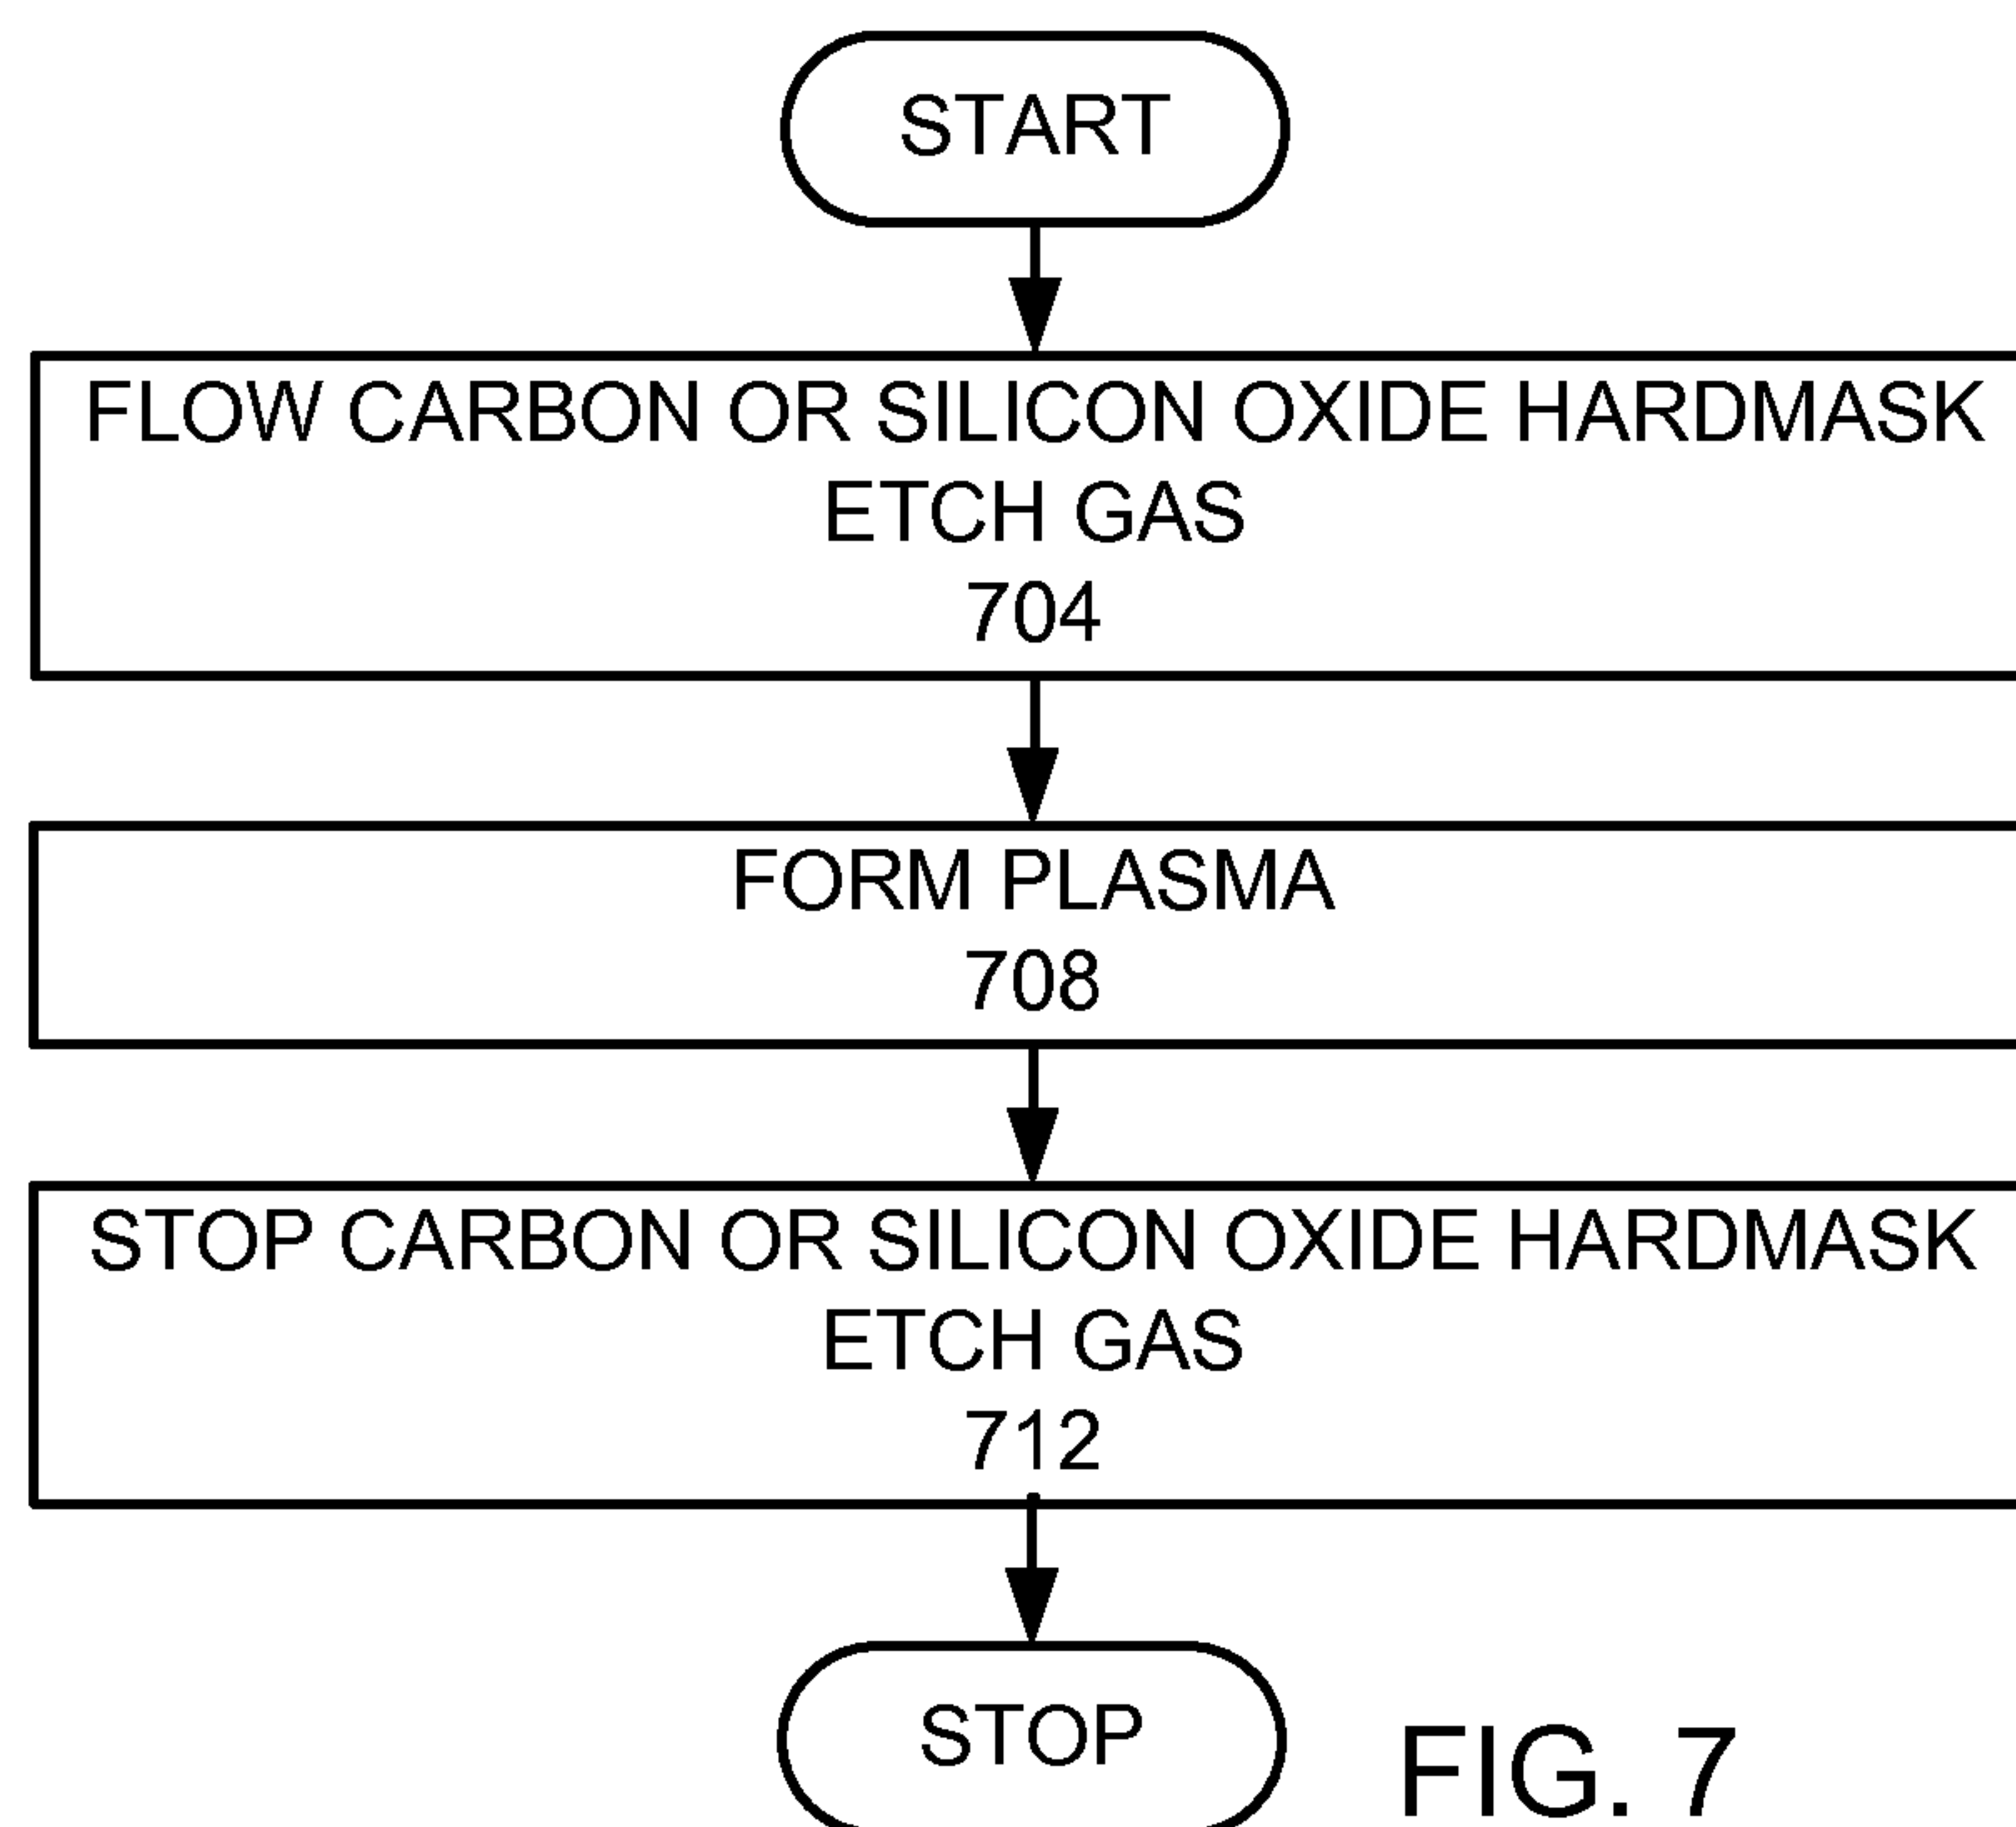 START
FLOW CARBON OR SILICON OXIDE HARDMASK
ETCH GAS
704
FORM PLASMA
708
STOP CARBON OR SILICON OXIDE HARDMASK
ETCH GAS
712
STOP
FIG. 7